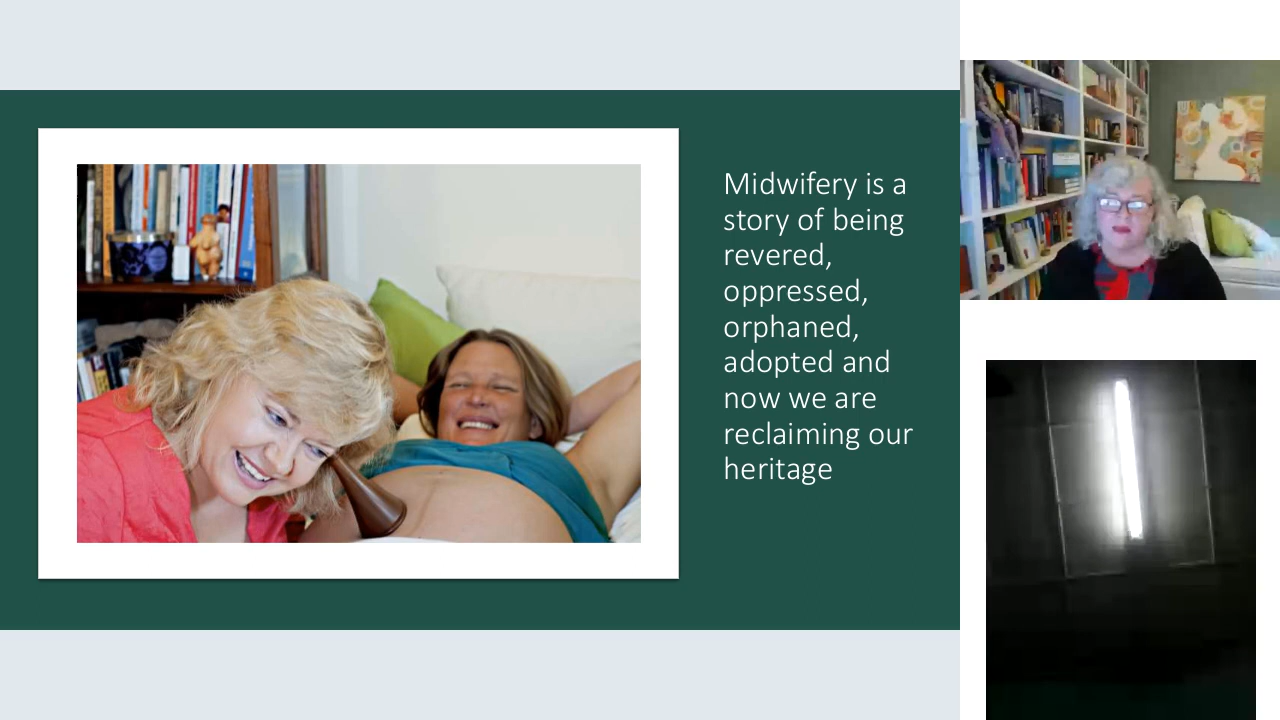 Midwifery is a
story of being
revered,
oppressed,
orphaned,
adopted and
now we are
reclaiming our
heritage